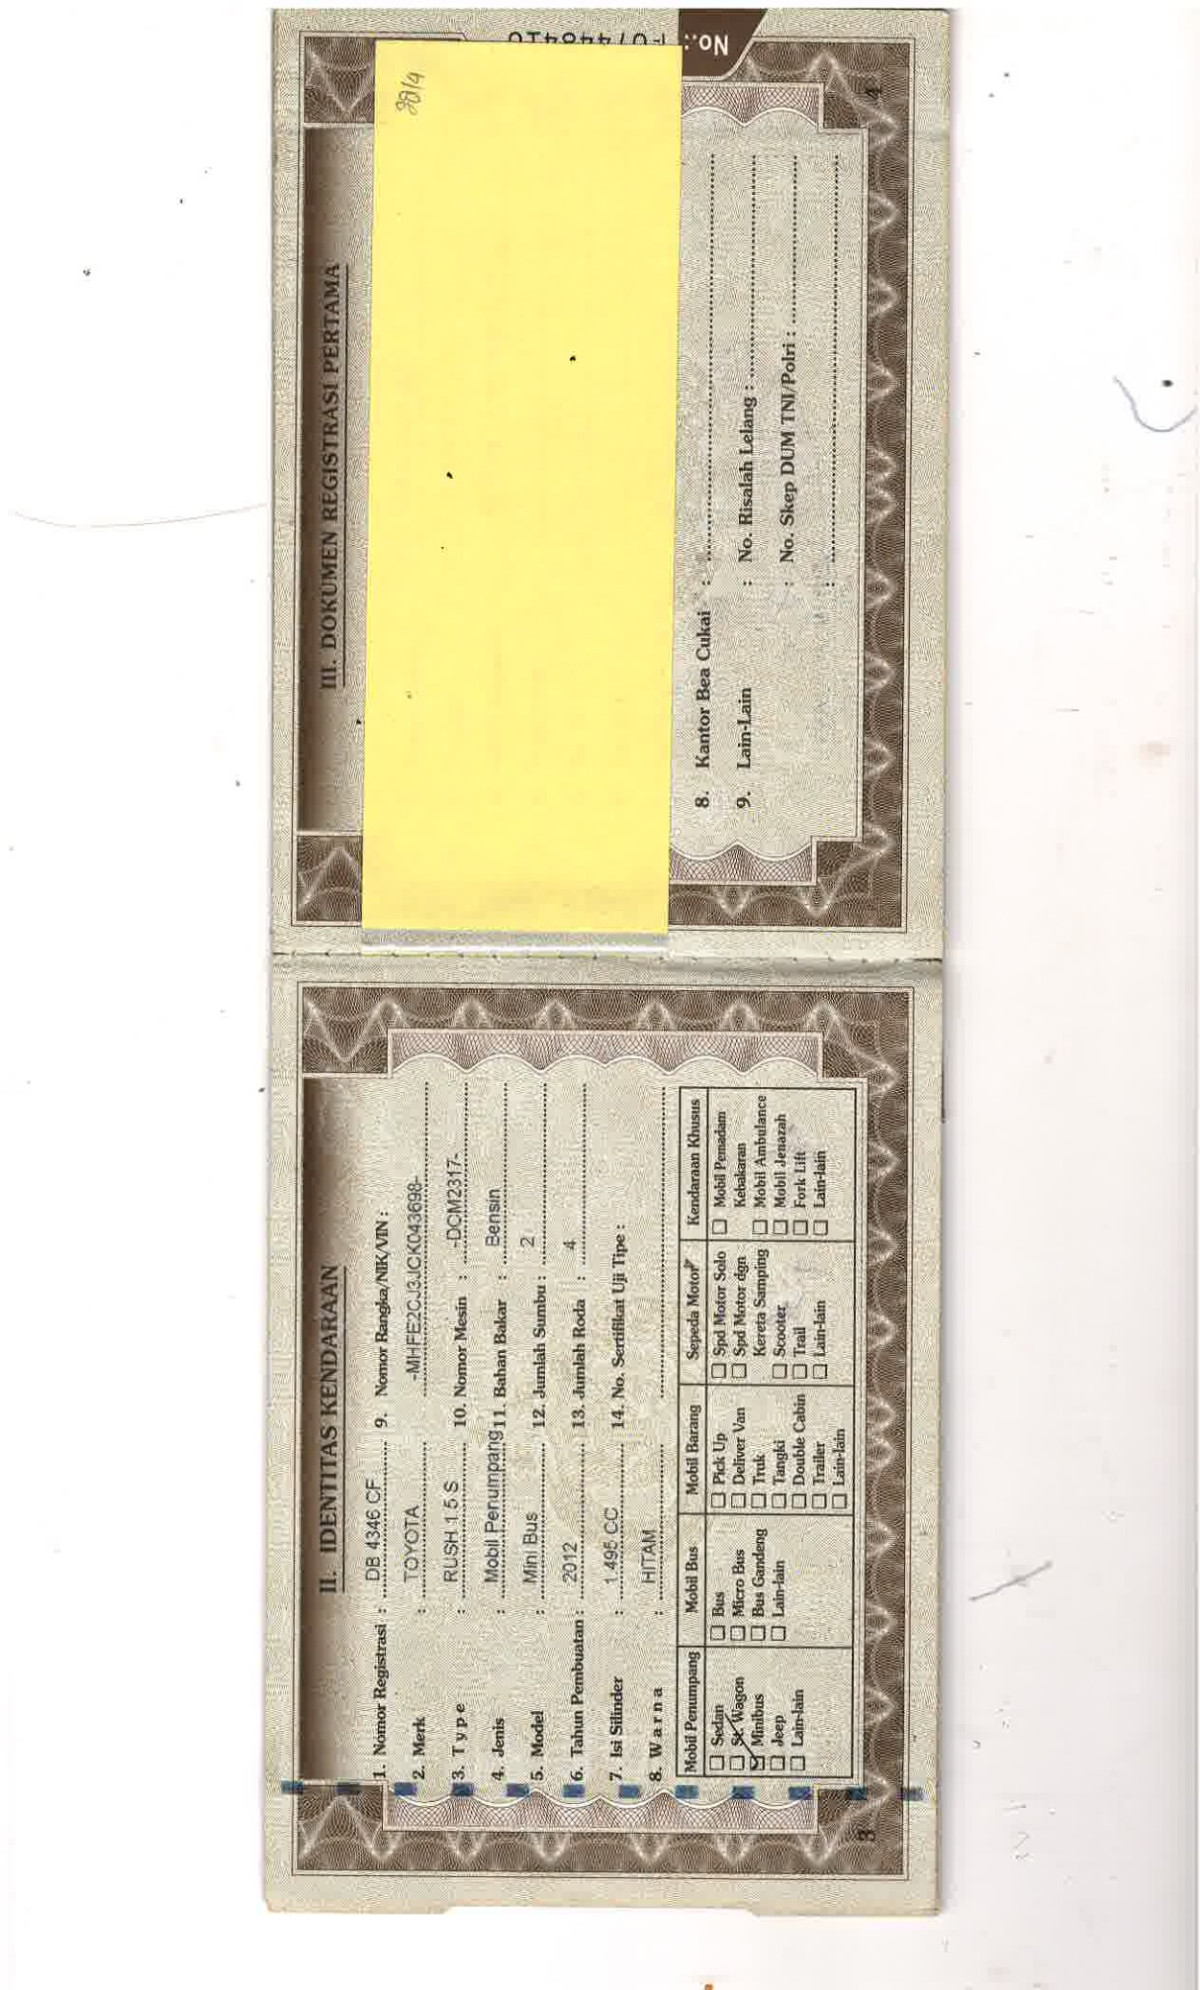 II. IDENTITAS KENDARAAN
1. Nomor Registrasi : DB 4346 CF
2. Merk : TOYOTA
3. Type : RUSH 1.5 S
4. Jenis : Mobil Penumpang
5. Model : Mini Bus
6. Tahun Pembuatan : 2012
7. Isi Silinder : 1.495 CC
8. Warna : HITAM
9. Nomor Rangka/NIK/VIN :
-MHFE2CJ3JCK043698-
10. Nomor Mesin : -DCM2317-
11. Bahan Bakar : Bensin
12. Jumlah Sumbu : 2
13. Jumlah Roda : 4
14. No. Sertifikat Uji Tipe :
Mobil Penumpang
Sedan
St. Wagon
Minibus
Jeep
Lain-lain
Mobil Bus
Bus
Micro Bus
Bus Gandeng
Lain-lain
Mobil Barang
Pick Up
Deliver Van
Truk
Tangki
Double Cabin
Trailer
Lain-lain
Sepeda Motor
Spd Motor Solo
Spd Motor dgn
Kereta Samping
Scooter
Trail
Lain-lain
Kendaraan Khusus
Mobil Pemadam
Kebakaran
Mobil Ambulance
Mobil Jenazah
Fork Lift
Lain-lain
3
III. DOKUMEN REGISTRASI PERTAMA
8. Kantor Bea Cukai :
9. Lain-Lain : No. Risalah Lelang :
: No. Skep DUM TNI/Polri :
:
4
No.: